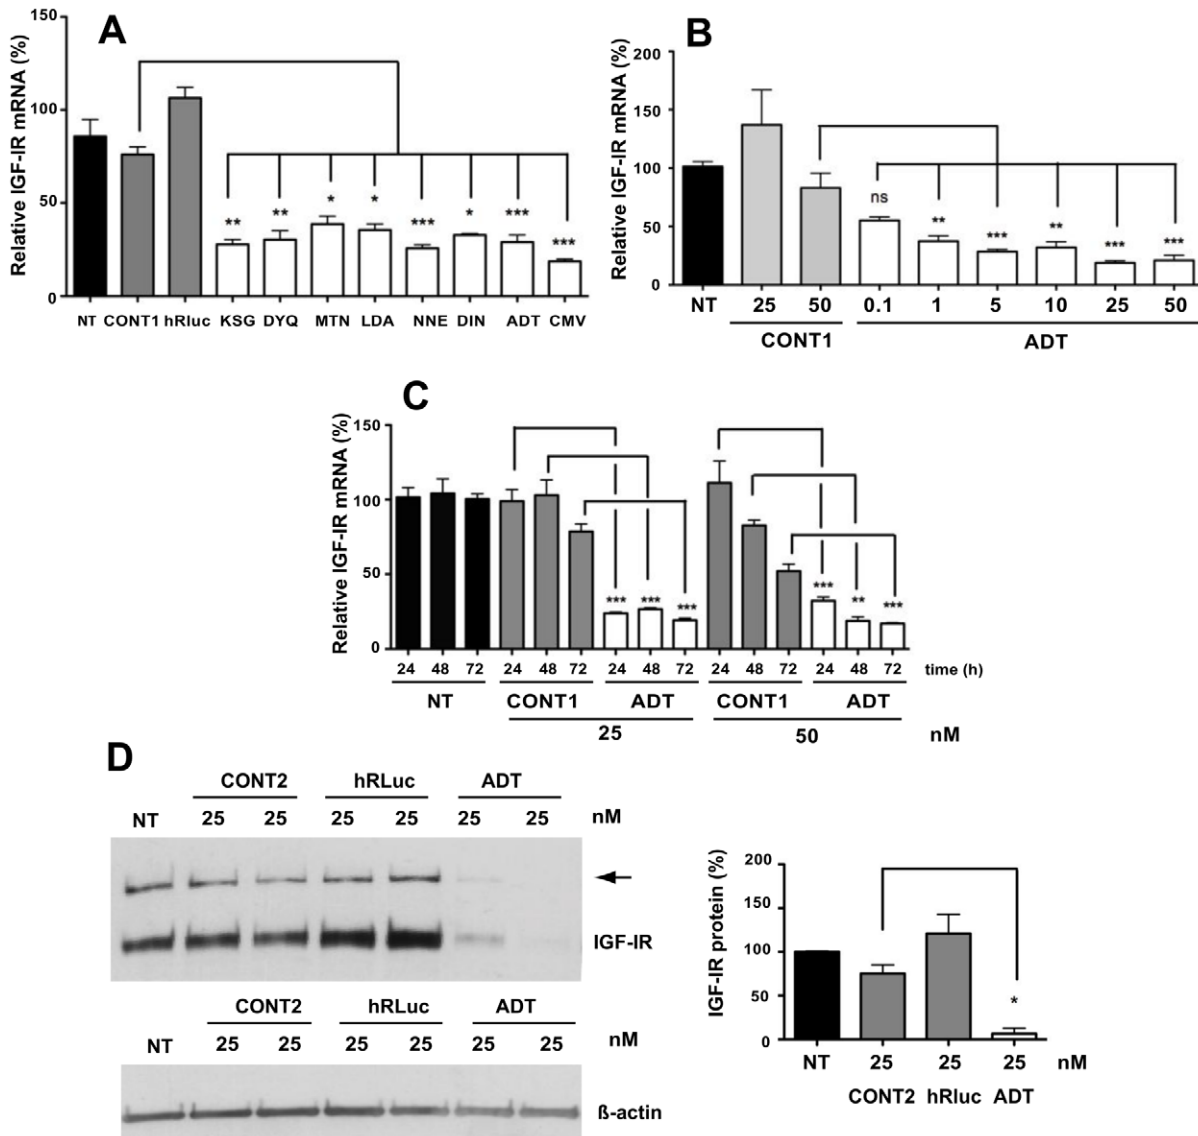 A
Relative IGF-IR mRNA (%)
150
100
50
0
** ** * * *** * *** ***
NT CONT1 hRluc KSG DYQ MTN LDA NNE DIN ADT CMV
B
Relative IGF-IR mRNA (%)
200
150
100
50
0
ns ** *** ** *** ***
NT 25 50 0.1 1 5 10 25 50
CONT1 ADT
C
Relative IGF-IR mRNA (%)
150
100
50
0
*** *** *** *** ** ***
24 48 72 24 48 72 24 48 72 24 48 72 24 48 72 time (h)
NT CONT1 ADT CONT1 ADT
25 50 nM
D
CONT2 hRLuc ADT
NT 25 25 25 25 25 25 nM
IGF-IR
CONT2 hRLuc ADT
NT 25 25 25 25 25 25 nM
ß-actin
IGF-IR protein (%)
200
150
100
50
0
*
NT 25 25 25 nM
CONT2 hRluc ADT